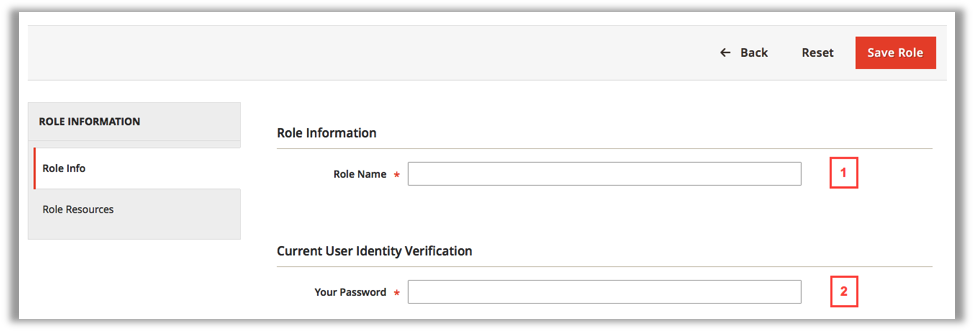 ← Back Reset Save Role
ROLE INFORMATION
Role Info
Role Resources
Role Information
Role Name *
1
Current User Identity Verification
Your Password *
2